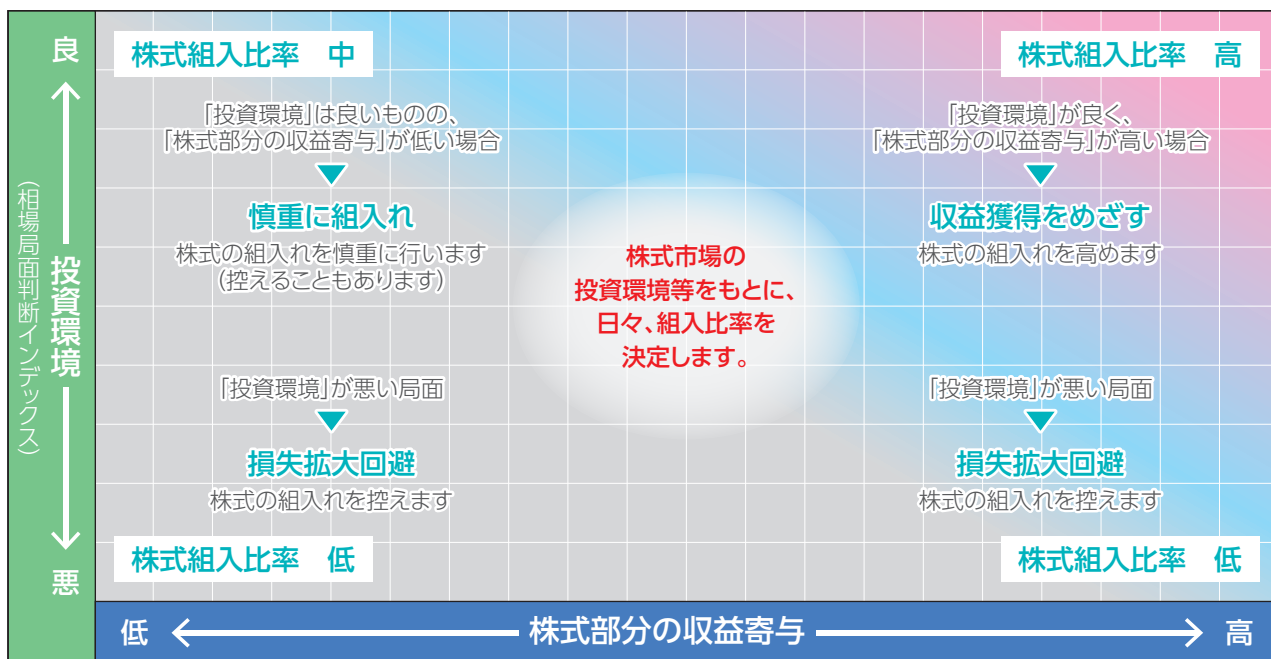 良
投資環境
(相場局面判断インデックス)
悪
株式組入比率 中
「投資環境」は良いものの、
「株式部分の収益寄与」が低い場合
慎重に組入れ
株式の組入れを慎重に行います
(控えることもあります)
株式組入比率 高
「投資環境」が良く、
「株式部分の収益寄与」が高い場合
収益獲得をめざす
株式の組入れを高めます
株式市場の
投資環境等をもとに、
日々、組入比率を
決定します。
「投資環境」が悪い局面
損失拡大回避
株式の組入れを控えます
株式組入比率 低
「投資環境」が悪い局面
損失拡大回避
株式の組入れを控えます
株式組入比率 低
低
株式部分の収益寄与
高